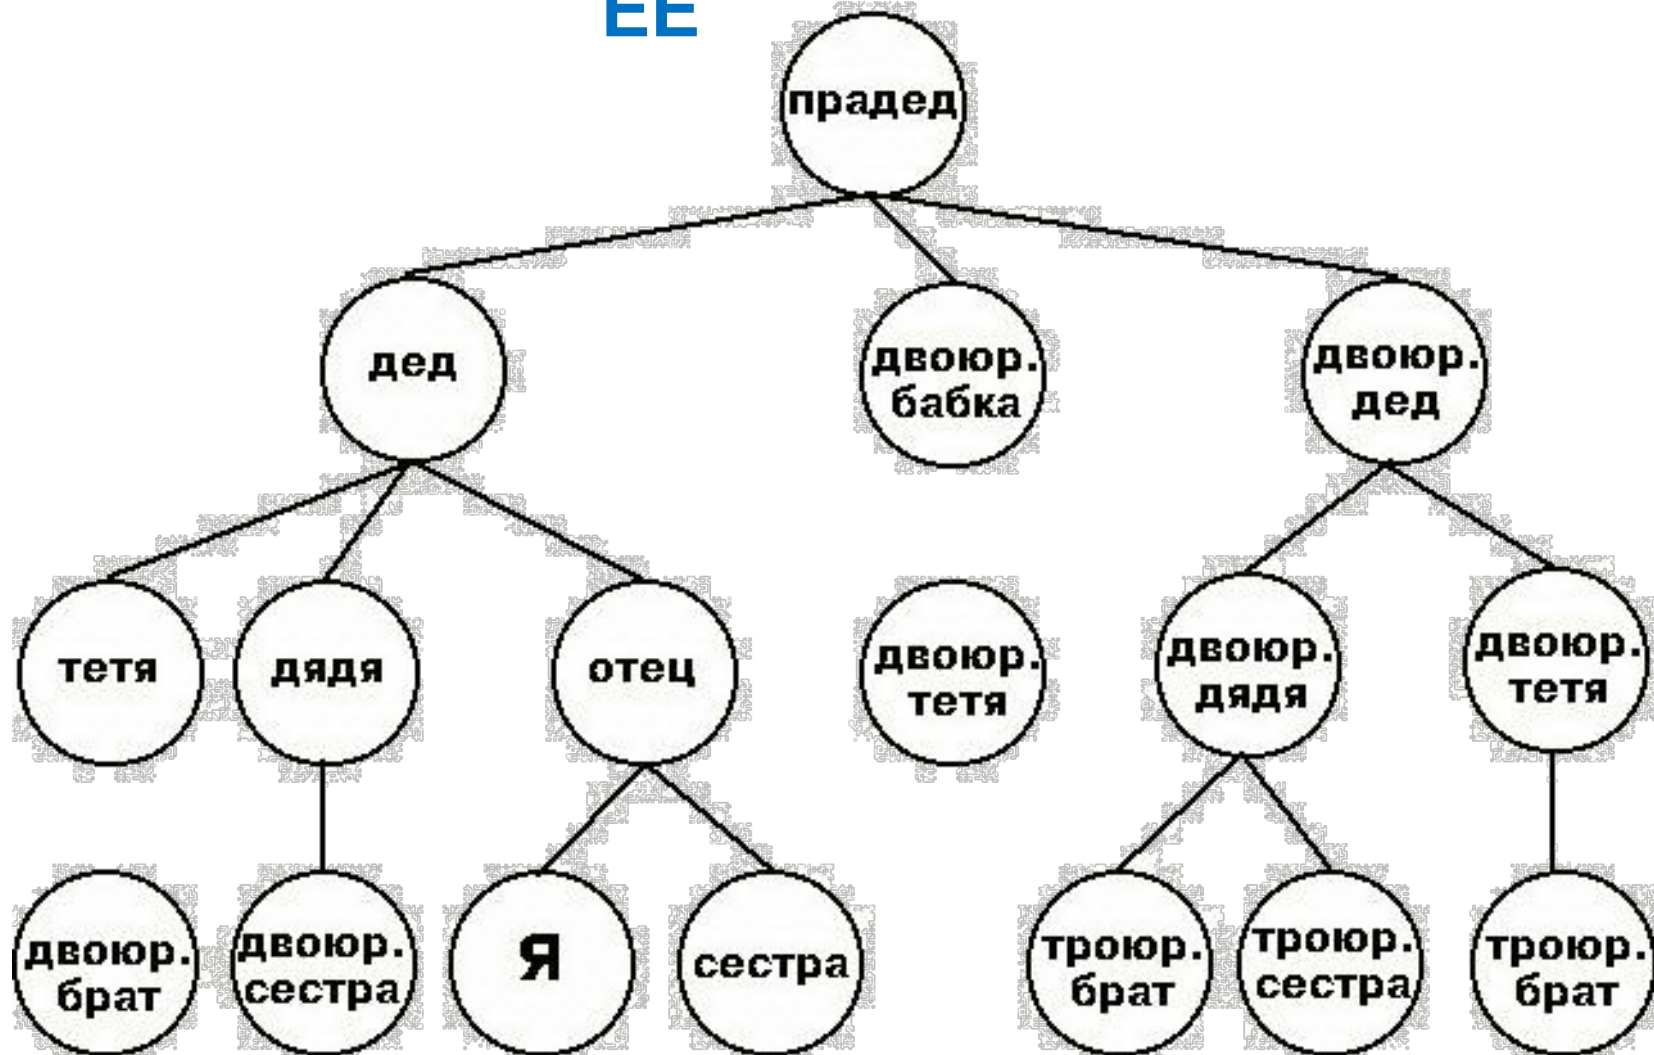 ЕЕ
прадед
дед
двоюр.
бабка
двоюр.
дед
тетя
дядя
отец
двоюр.
тетя
двоюр.
дядя
двоюр.
тетя
двоюр.
брат
двоюр.
сестра
Я
сестра
троюр.
брат
троюр.
сестра
троюр.
брат